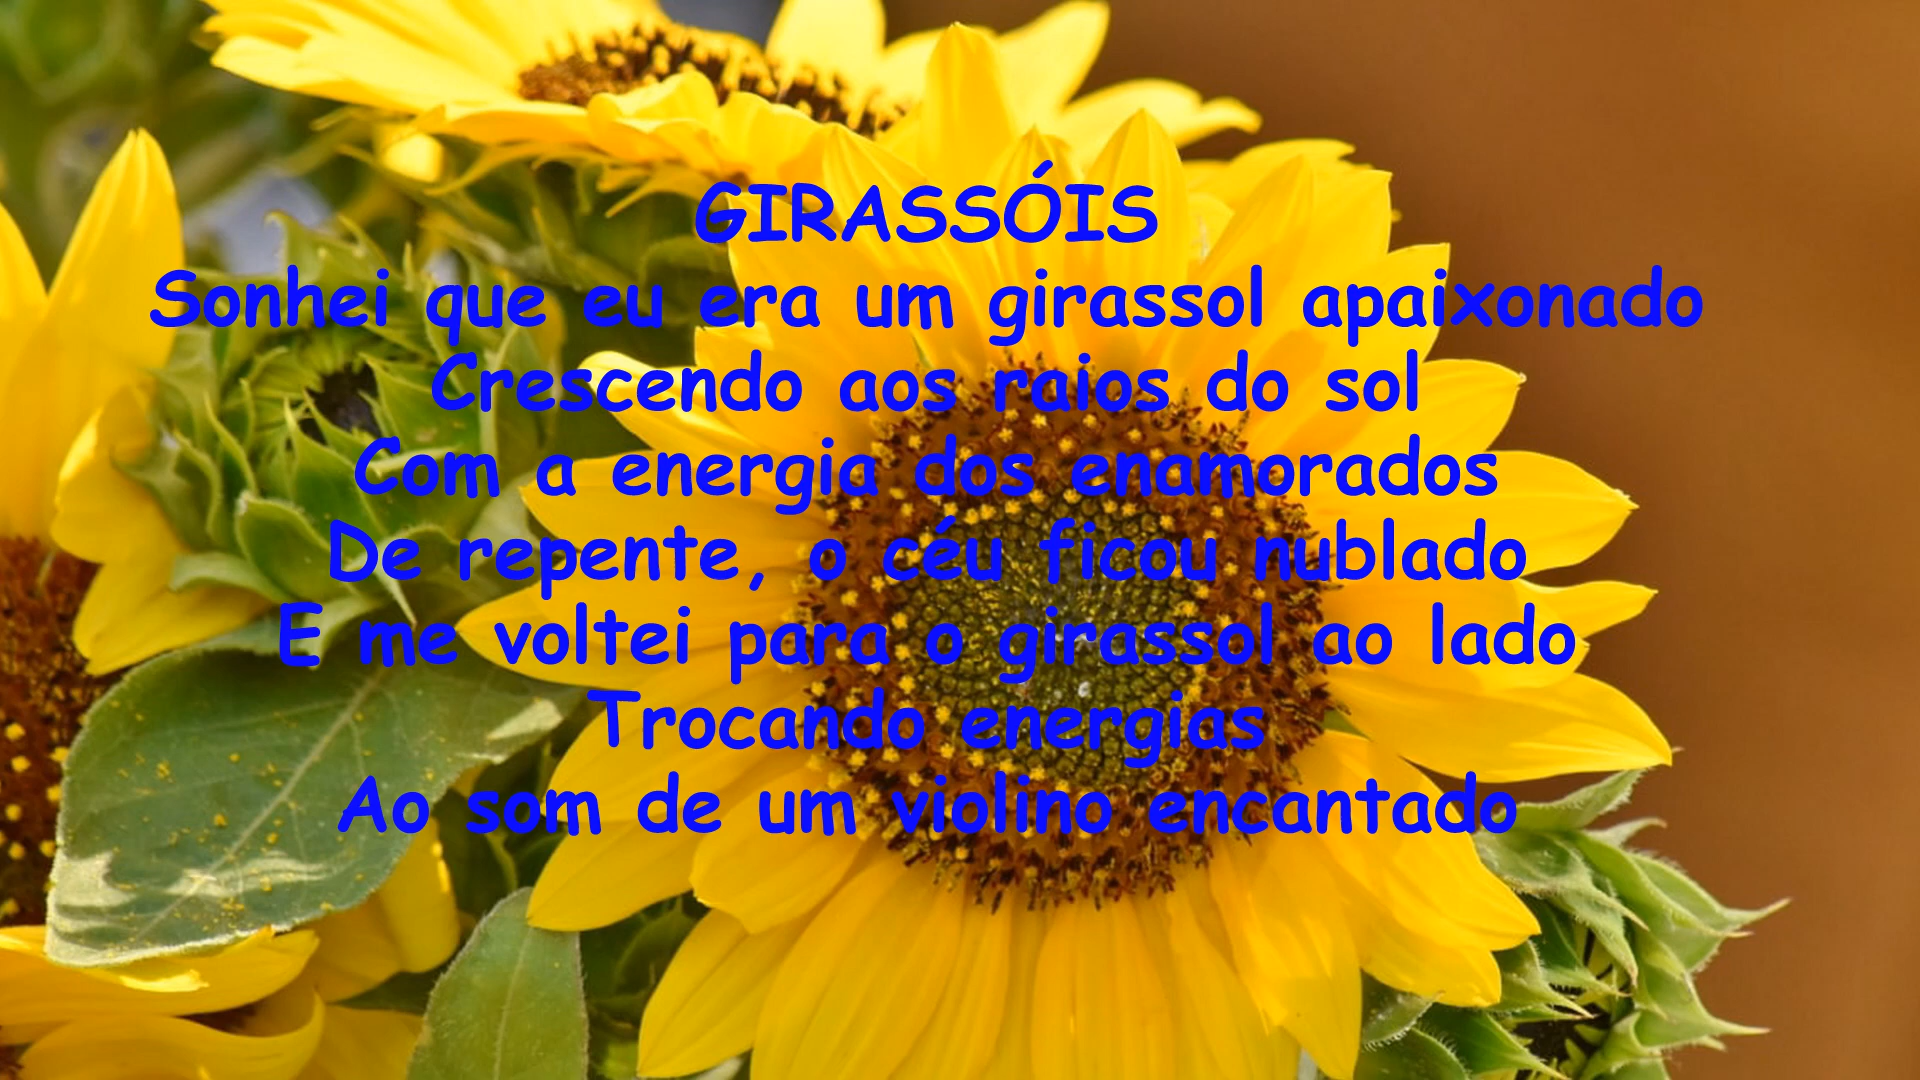 GIRASSÓIS
Sonhei que eu era um girassol apaixonado
Crescendo aos raios do sol
Com a energia dos enamorados
De repente, o céu ficou nublado
E me voltei para o girassol ao lado
Trocando energias
Ao som de um violino encantado